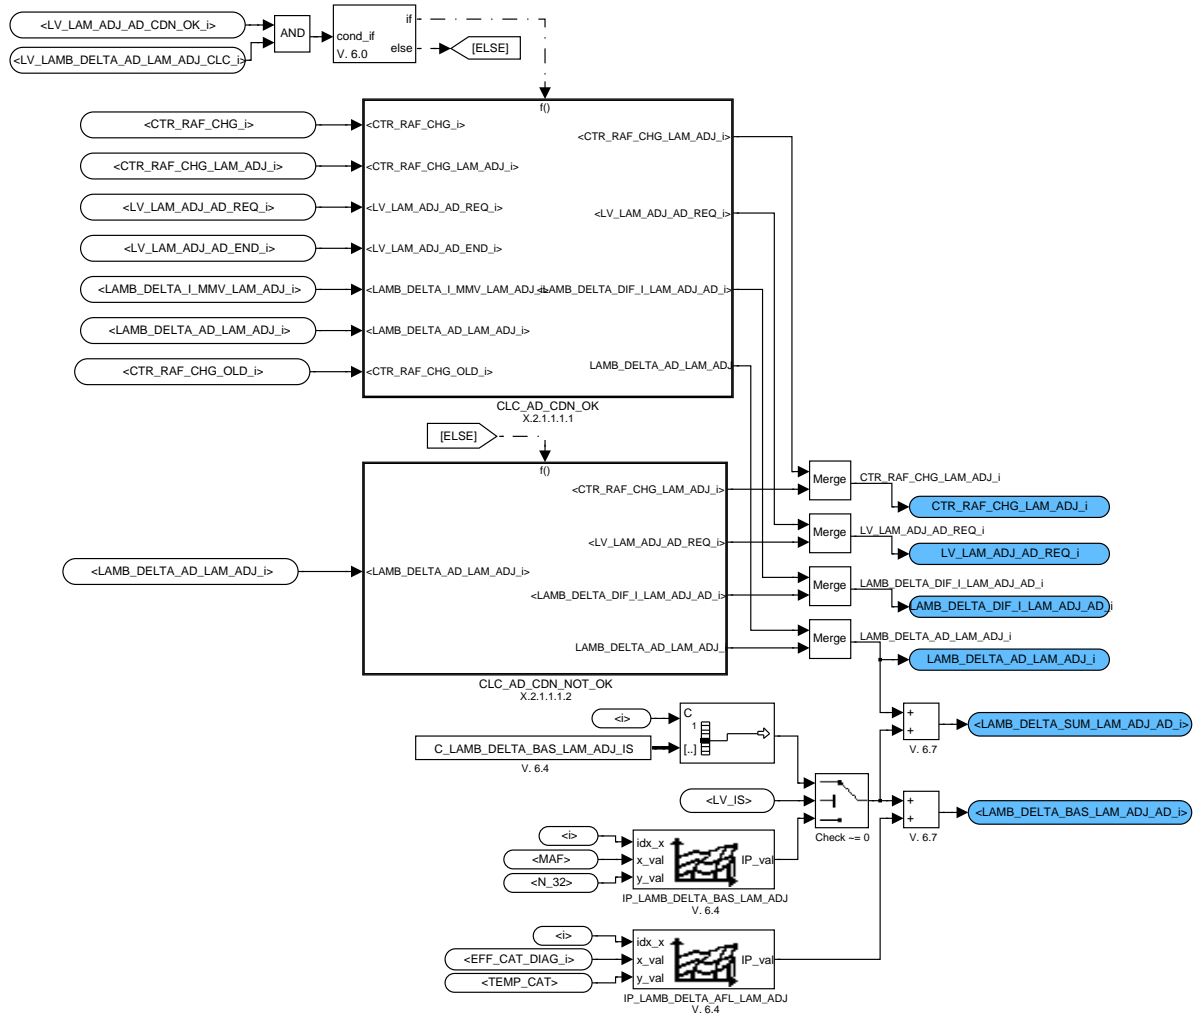 <LV_LAM_ADJ_AD_CDN_OK_i>
<LV_LAMB_DELTA_AD_LAM_ADJ_CLC_i>
AND
if
cond_if
else
V. 6.0
[ELSE]
f()
<CTR_RAF_CHG_i>
<CTR_RAF_CHG_i>
<CTR_RAF_CHG_LAM_ADJ_i>
<CTR_RAF_CHG_LAM_ADJ_i>
<CTR_RAF_CHG_LAM_ADJ_i>
<LV_LAM_ADJ_AD_REQ_i>
<LV_LAM_ADJ_AD_REQ_i>
<LV_LAM_ADJ_AD_REQ_i>
<LV_LAM_ADJ_AD_END_i>
<LV_LAM_ADJ_AD_END_i>
<LAMB_DELTA_I_MMV_LAM_ADJ_i>
<LAMB_DELTA_I_MMV_LAM_ADJ_i>
<LAMB_DELTA_DIF_I_LAM_ADJ_AD_i>
<LAMB_DELTA_AD_LAM_ADJ_i>
<LAMB_DELTA_AD_LAM_ADJ_i>
LAMB_DELTA_AD_LAM_ADJ
<CTR_RAF_CHG_OLD_i>
<CTR_RAF_CHG_OLD_i>
CLC_AD_CDN_OK
X.2.1.1.1.1
[ELSE]
f()
<CTR_RAF_CHG_LAM_ADJ_i>
<LV_LAM_ADJ_AD_REQ_i>
<LAMB_DELTA_AD_LAM_ADJ_i>
<LAMB_DELTA_AD_LAM_ADJ_i>
<LAMB_DELTA_DIF_I_LAM_ADJ_AD_i>
LAMB_DELTA_AD_LAM_ADJ_
CLC_AD_CDN_NOT_OK
X.2.1.1.1.2
Merge
CTR_RAF_CHG_LAM_ADJ_i
CTR_RAF_CHG_LAM_ADJ_i
Merge
LV_LAM_ADJ_AD_REQ_i
LV_LAM_ADJ_AD_REQ_i
Merge
LAMB_DELTA_DIF_I_LAM_ADJ_AD_i
LAMB_DELTA_DIF_I_LAM_ADJ_AD_i
Merge
LAMB_DELTA_AD_LAM_ADJ_i
LAMB_DELTA_AD_LAM_ADJ_i
<i>
C
1
[..]
C_LAMB_DELTA_BAS_LAM_ADJ_IS
V. 6.4
+
+
V. 6.7
<LAMB_DELTA_SUM_LAM_ADJ_AD_i>
<LV_IS>
Check ~= 0
+
+
V. 6.7
<LAMB_DELTA_BAS_LAM_ADJ_AD_i>
<i>
<MAF>
<N_32>
idx_x
x_val
y_val
IP_val
IP_LAMB_DELTA_BAS_LAM_ADJ
V. 6.4
<i>
<EFF_CAT_DIAG_i>
<TEMP_CAT>
idx_x
x_val
y_val
IP_val
IP_LAMB_DELTA_AFL_LAM_ADJ
V. 6.4